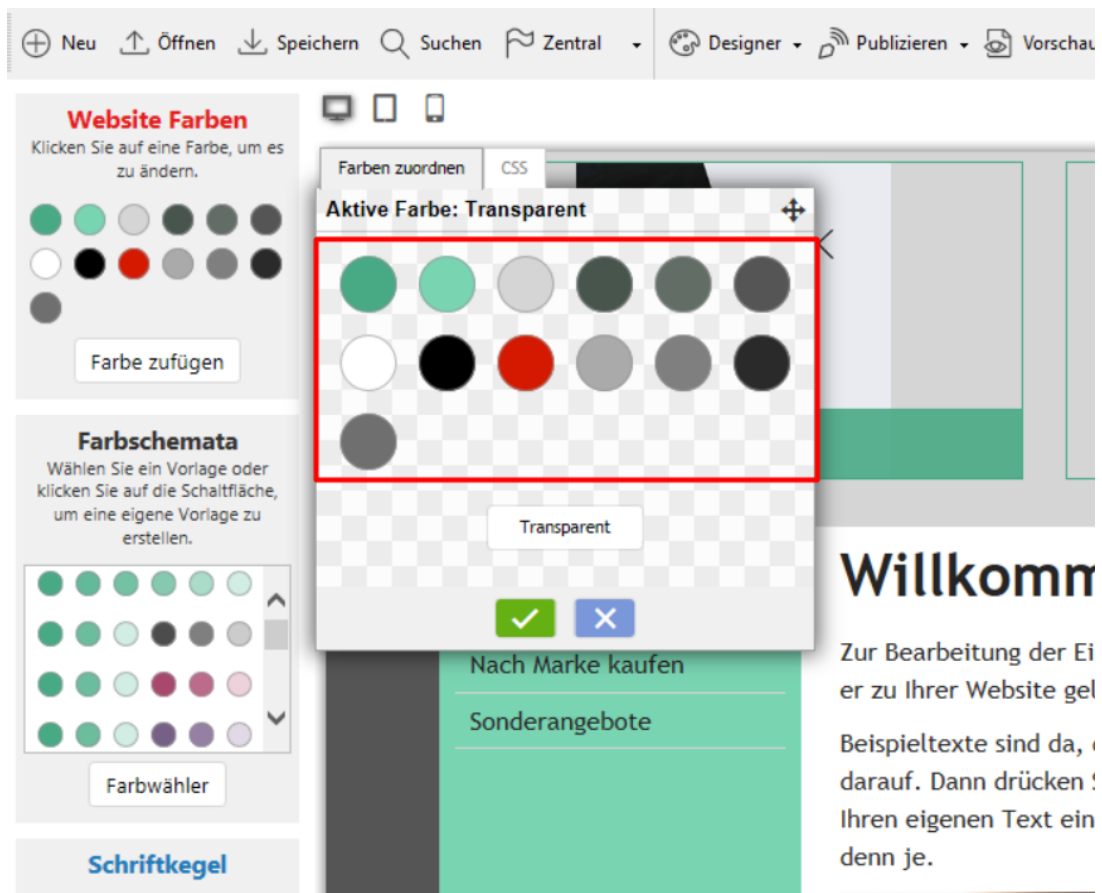 Neu Öffnen Speichern Suchen Zentral Designer Publizieren Vorschau
Website Farben
Klicken Sie auf eine Farbe, um es
zu ändern.
Farbe zufügen
Farbschemata
Wählen Sie ein Vorlage oder
klicken Sie auf die Schaltfläche,
um eine eigene Vorlage zu
erstellen.
Farbwähler
Schriftkegel
Farben zuordnen CSS
Aktive Farbe: Transparent
Transparent
Nach Marke kaufen
Sonderangebote
Willkomm
Zur Bearbeitung der Ei
er zu Ihrer Website gel
Beispieltexte sind da,
darauf. Dann drücken S
Ihren eigenen Text ein
denn je.